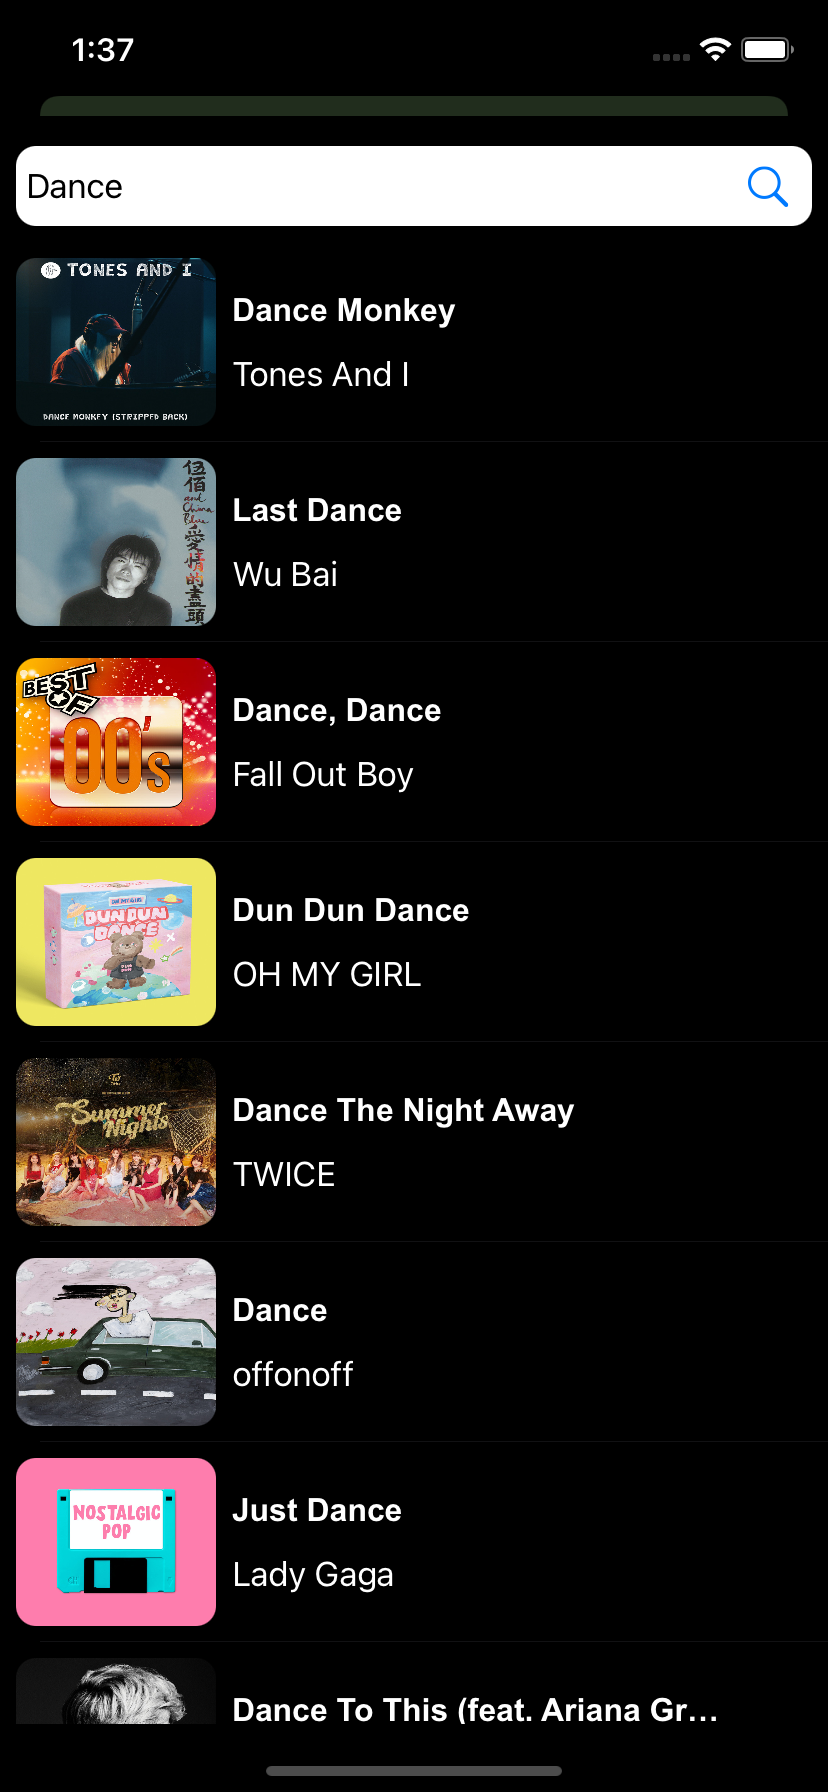 1:37
Dance
TONES AND I
DANCE MONKEY (STRIPPED BACK)
Dance Monkey
Tones And I
伍佰
and
China
Blue
愛情的盡頭
Last Dance
Wu Bai
BEST OF
00's
Dance, Dance
Fall Out Boy
OH MY GIRL
DUN DUN
DANCE
Dun Dun Dance
OH MY GIRL
Summer
Nights
Dance The Night Away
TWICE
Dance
offonoff
NOSTALGIC
POP
Just Dance
Lady Gaga
Dance To This (feat. Ariana Gr...